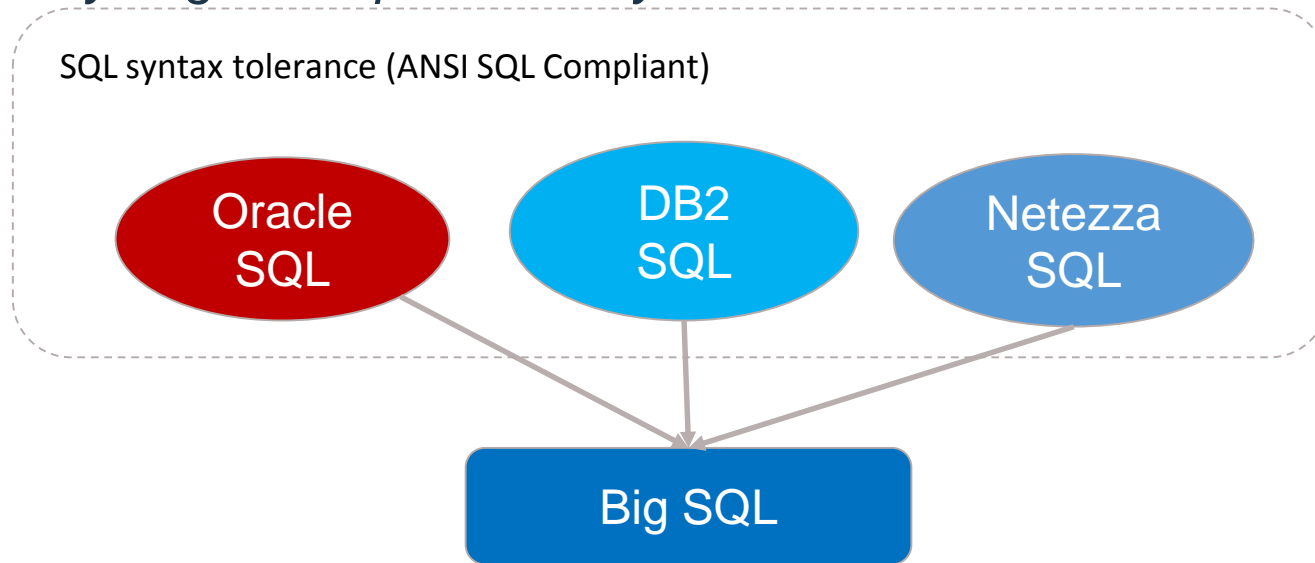 SQL syntax tolerance (ANSI SQL Compliant)
Oracle
SQL
DB2
SQL
Netezza
SQL
Big SQL